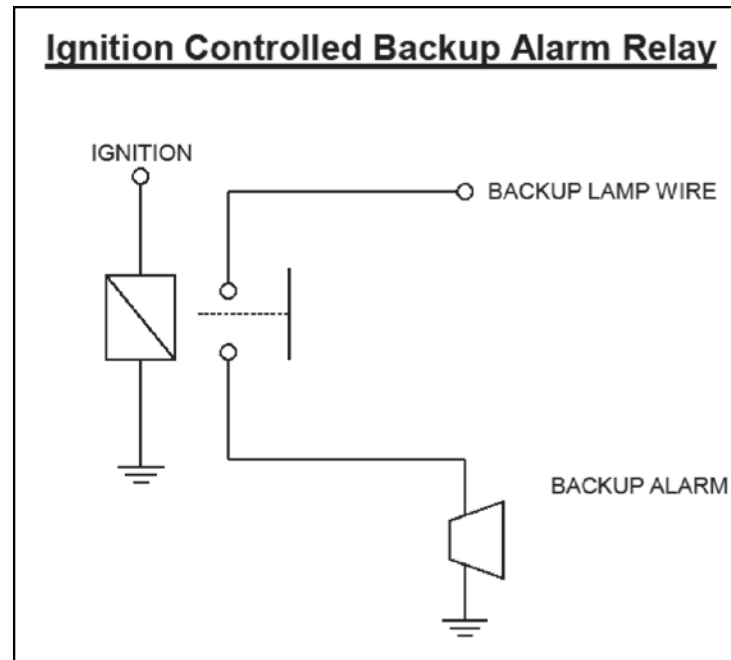 Ignition Controlled Backup Alarm Relay
IGNITION
BACKUP LAMP WIRE
BACKUP ALARM